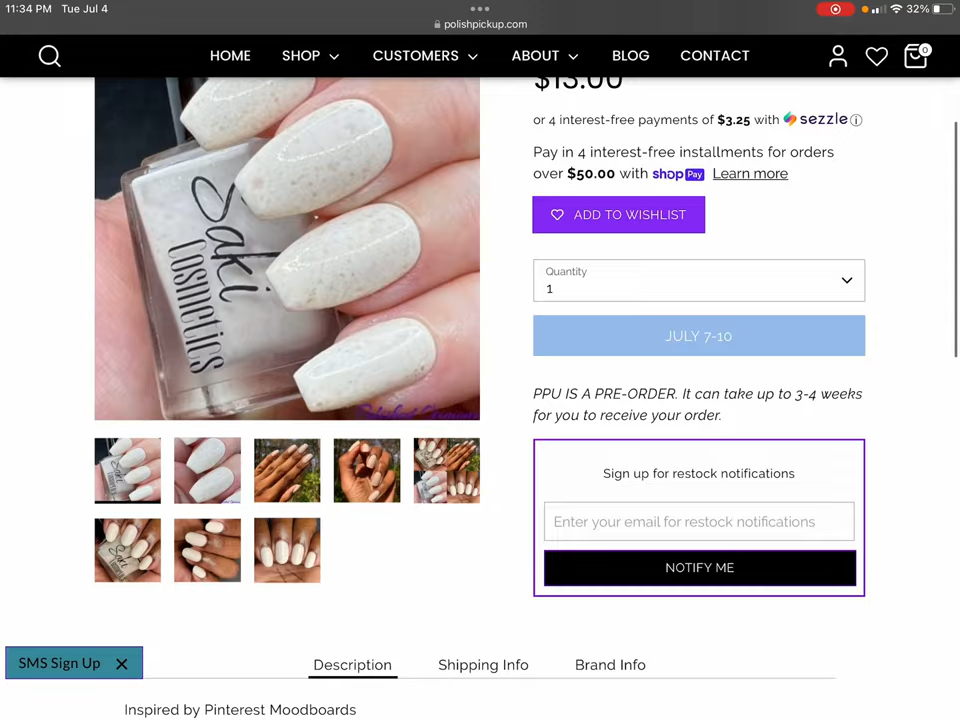 11:34 PM Tue Jul 4
32%
polishpickup.com
HOME SHOP CUSTOMERS ABOUT BLOG CONTACT
0
$13.00
or 4 interest-free payments of $3.25 with sezzle
Pay in 4 interest-free installments for orders
over $50.00 with shop Pay Learn more
ADD TO WISHLIST
Quantity
1
JULY 7-10
PPU IS A PRE-ORDER. It can take up to 3-4 weeks
for you to receive your order.
Sign up for restock notifications
Enter your email for restock notifications
NOTIFY ME
Saki
Cosmetics
SMS Sign Up
Description Shipping Info Brand Info
Inspired by Pinterest Moodboards